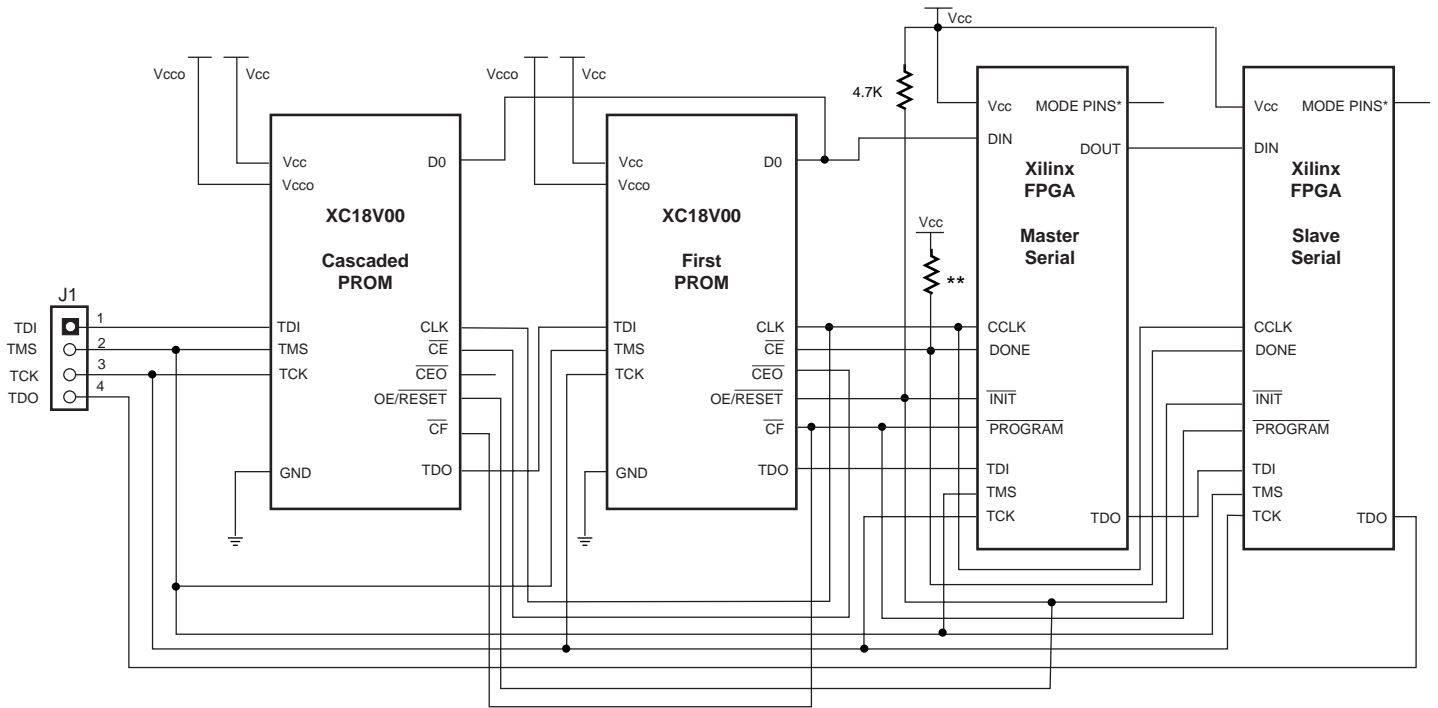 Vcc
Vcco
Vcc
Vcco
Vcc
4.7K
Vcc
MODE PINS*
DIN
DOUT
Xilinx
FPGA
Master
Serial
CCLK
DONE
INIT
PROGRAM
TDI
TMS
TCK
TDO
Vcc
MODE PINS*
DIN
Xilinx
FPGA
Slave
Serial
CCLK
DONE
INIT
PROGRAM
TDI
TMS
TCK
TDO
Vcc
**
Vcc
Vcco
D0
XC18V00
Cascaded
PROM
TDI
TMS
TCK
CLK
CE
CEO
OE/RESET
CF
GND
TDO
Vcc
Vcco
D0
XC18V00
First
PROM
TDI
TMS
TCK
CLK
CE
CEO
OE/RESET
CF
GND
TDO
J1
TDI
1
TMS
2
TCK
3
TDO
4